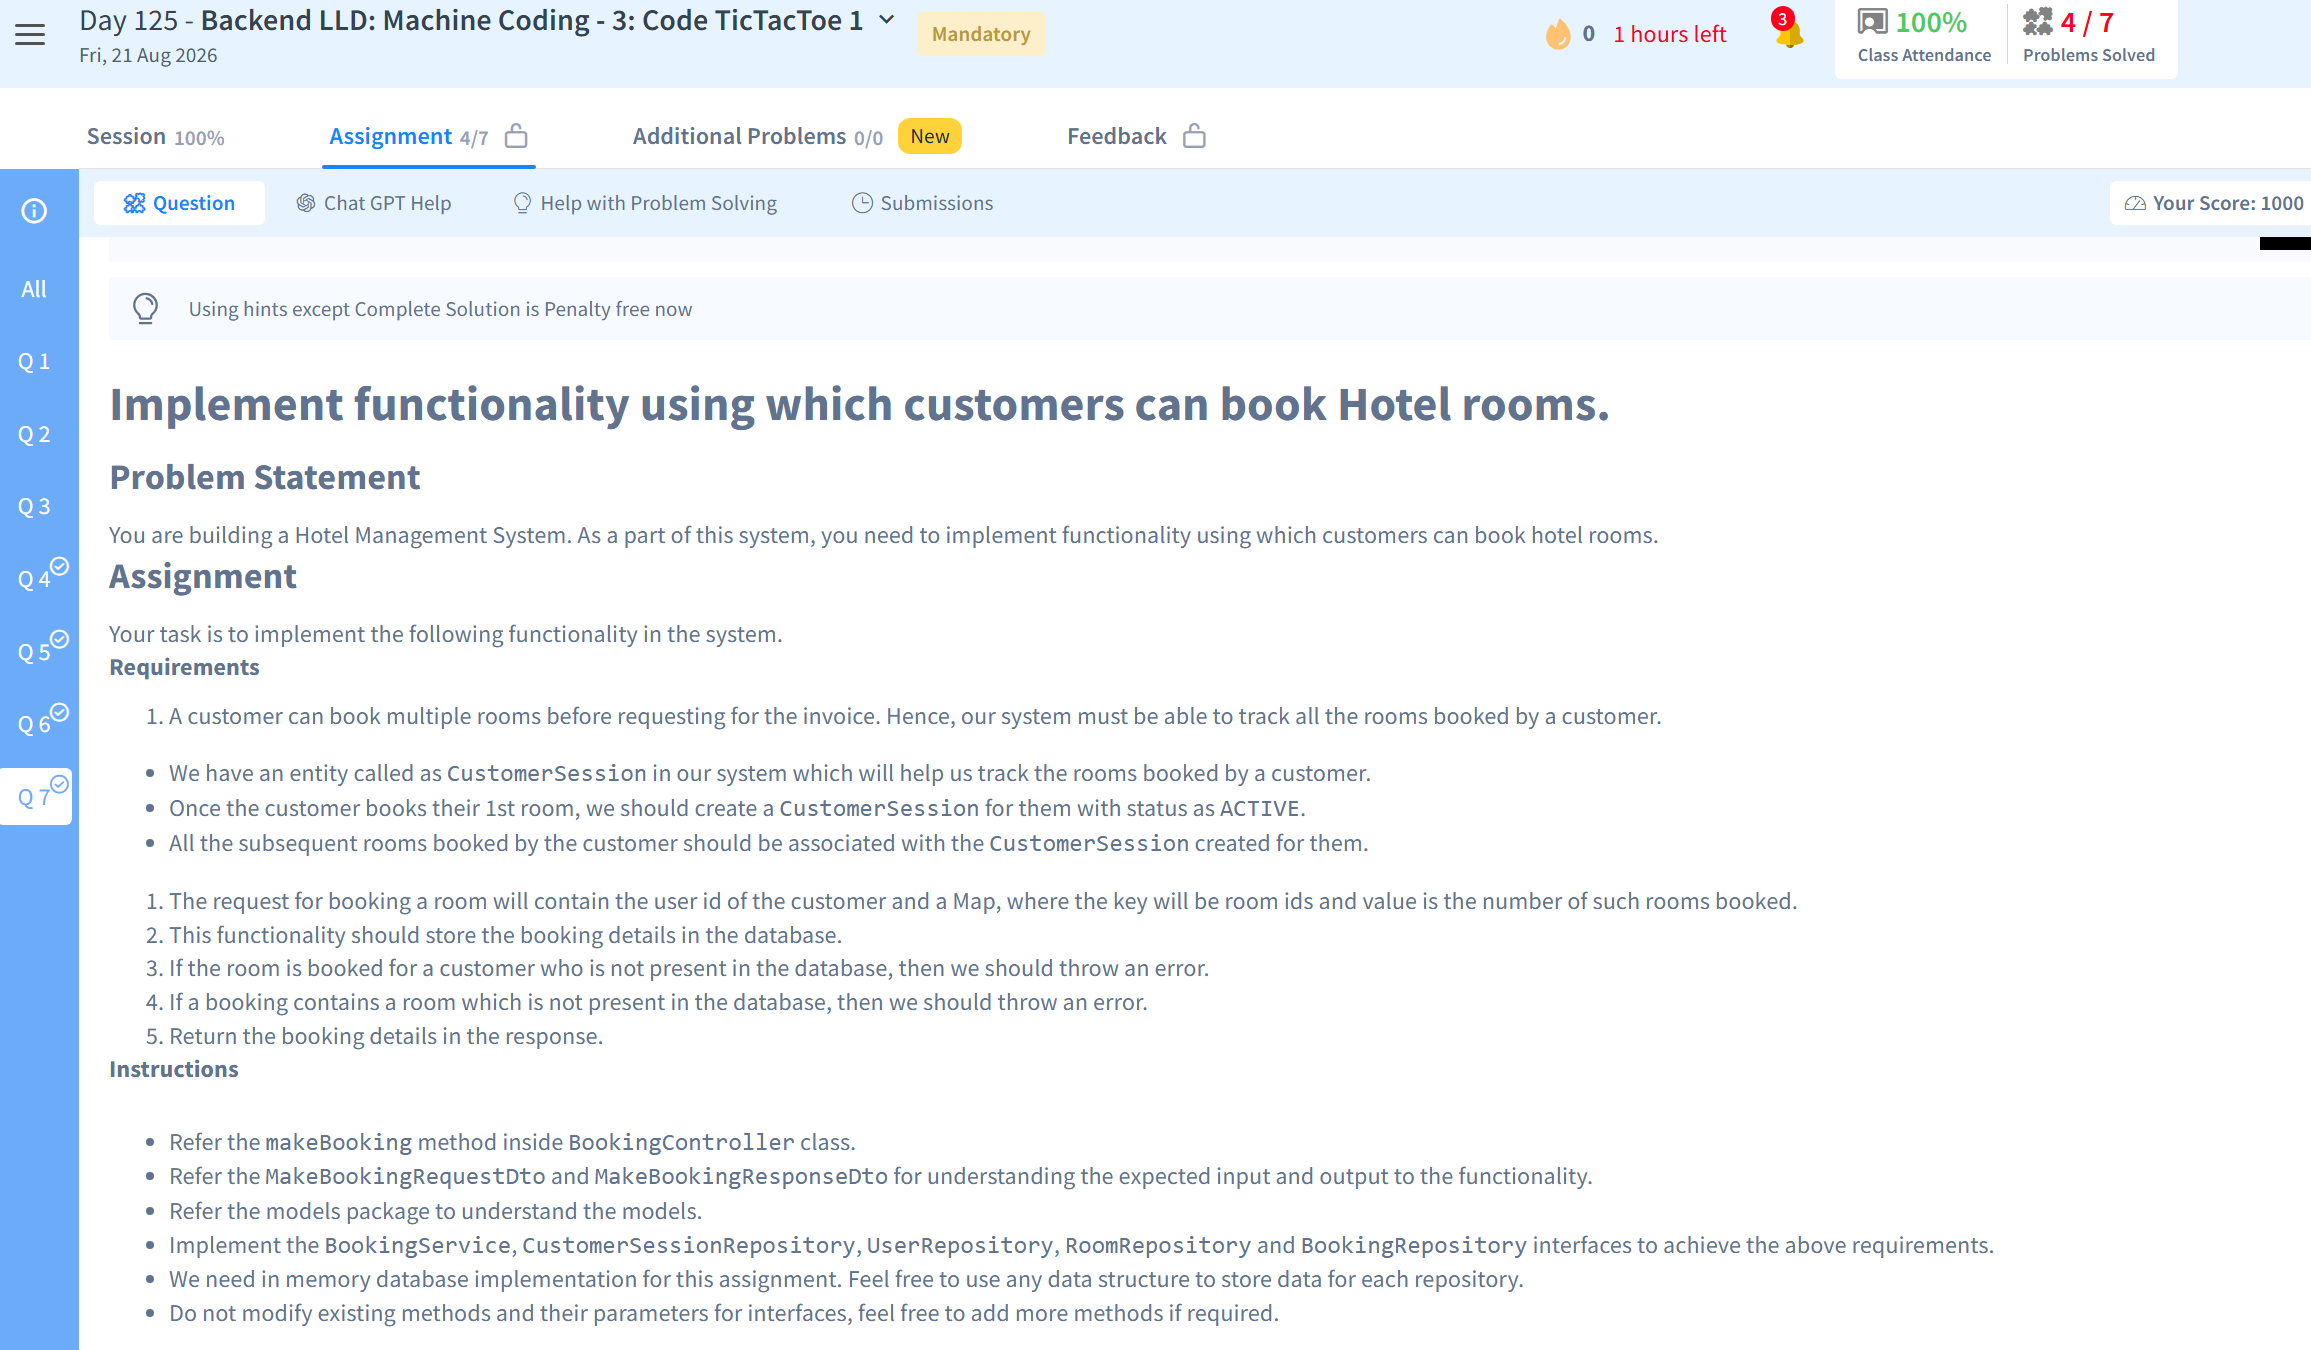 Day 125 - Backend LLD: Machine Coding - 3: Code TicTacToe 1
Mandatory
Fri, 21 Aug 2026
0
1 hours left
3
100%
Class Attendance
4 / 7
Problems Solved
Session 100%
Assignment 4/7
Additional Problems 0/0
New
Feedback
Question
Chat GPT Help
Help with Problem Solving
Submissions
Your Score: 1000
All
Q 1
Q 2
Q 3
Q 4
Q 5
Q 6
Q 7
Using hints except Complete Solution is Penalty free now
Implement functionality using which customers can book Hotel rooms.
Problem Statement
You are building a Hotel Management System. As a part of this system, you need to implement functionality using which customers can book hotel rooms.
Assignment
Your task is to implement the following functionality in the system.
Requirements
1. A customer can book multiple rooms before requesting for the invoice. Hence, our system must be able to track all the rooms booked by a customer.
• We have an entity called as CustomerSession in our system which will help us track the rooms booked by a customer.
• Once the customer books their 1st room, we should create a CustomerSession for them with status as ACTIVE.
• All the subsequent rooms booked by the customer should be associated with the CustomerSession created for them.
1. The request for booking a room will contain the user id of the customer and a Map, where the key will be room ids and value is the number of such rooms booked.
2. This functionality should store the booking details in the database.
3. If the room is booked for a customer who is not present in the database, then we should throw an error.
4. If a booking contains a room which is not present in the database, then we should throw an error.
5. Return the booking details in the response.
Instructions
• Refer the makeBooking method inside BookingController class.
• Refer the MakeBookingRequestDto and MakeBookingResponseDto for understanding the expected input and output to the functionality.
• Refer the models package to understand the models.
• Implement the BookingService, CustomerSessionRepository, UserRepository, RoomRepository and BookingRepository interfaces to achieve the above requirements.
• We need in memory database implementation for this assignment. Feel free to use any data structure to store data for each repository.
• Do not modify existing methods and their parameters for interfaces, feel free to add more methods if required.